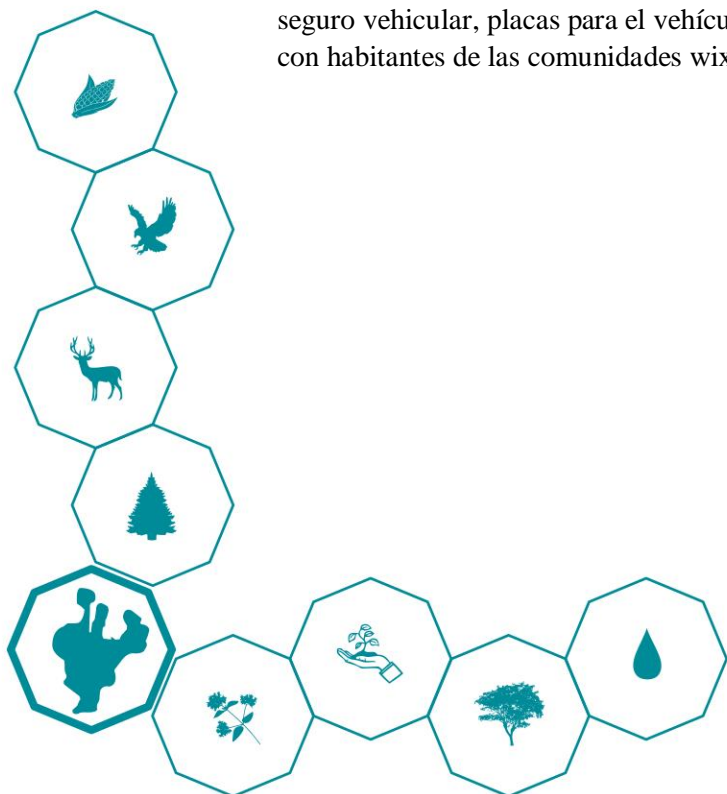 seguro vehicular, placas para el vehícu
con habitantes de las comunidades wix